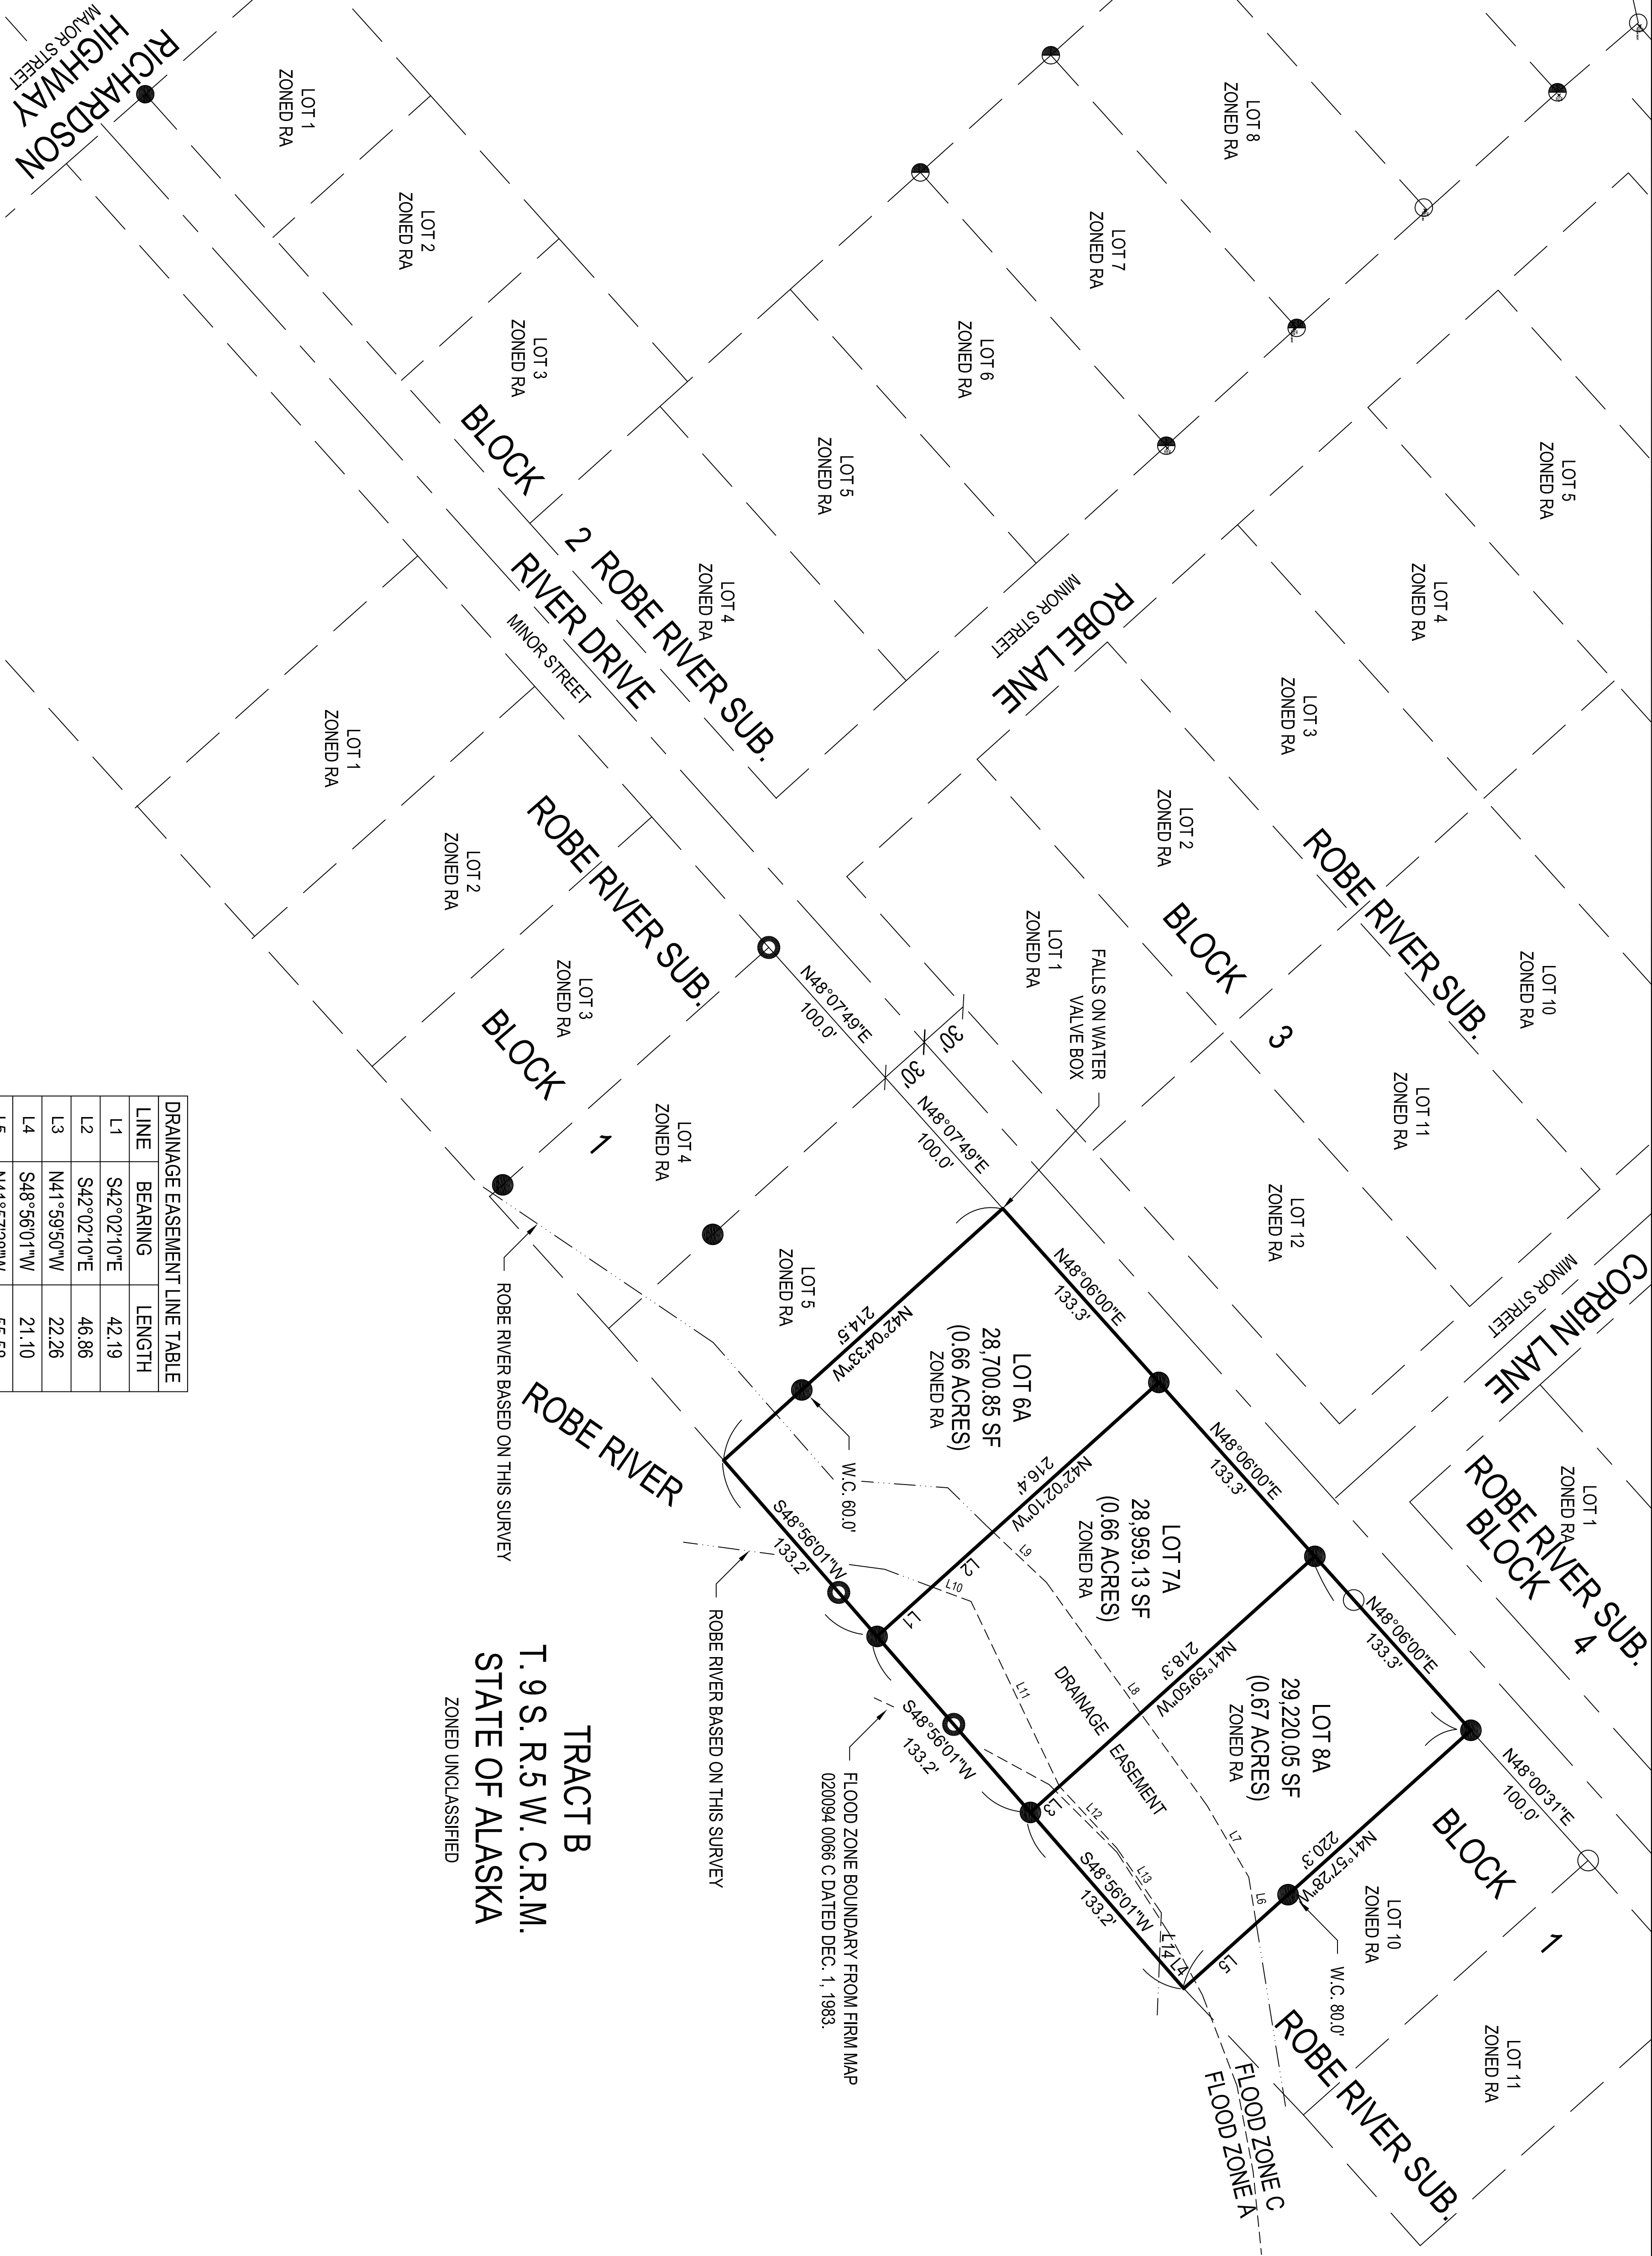 RICHARDSON
HIGHWAY
MAJOR STREET
LOT 1
ZONED RA
LOT 2
ZONED RA
LOT 3
ZONED RA
LOT 4
ZONED RA
LOT 5
ZONED RA
LOT 6
ZONED RA
LOT 7
ZONED RA
LOT 8
ZONED RA
BLOCK 2 ROBE RIVER SUB.
RIVER DRIVE
MINOR STREET
ROBE LANE
MINOR STREET
LOT 5
ZONED RA
LOT 4
ZONED RA
LOT 3
ZONED RA
LOT 2
ZONED RA
LOT 1
ZONED RA
LOT 10
ZONED RA
LOT 11
ZONED RA
LOT 12
ZONED RA
ROBE RIVER SUB.
BLOCK 3
CORBIN LANE
MINOR STREET
LOT 1
ZONED RA
ROBE RIVER SUB.
BLOCK 4
LOT 1
ZONED RA
LOT 2
ZONED RA
LOT 3
ZONED RA
LOT 4
ZONED RA
LOT 5
ZONED RA
ROBE RIVER SUB.
BLOCK 1
N48°07'49"E
100.0'
30'
30'
N48°07'49"E
100.0'
FALLS ON WATER
VALVE BOX
N48°06'00"E
133.3'
N48°06'00"E
133.3'
N48°06'00"E
133.3'
N48°00'31"E
100.0'
N42°04'33"W
214.5'
LOT 6A
28,700.85 SF
(0.66 ACRES)
ZONED RA
W.C. 60.0'
N42°02'10"W
216.4'
L2
L1
LOT 7A
28,959.13 SF
(0.66 ACRES)
ZONED RA
L9
L10
L11
L8
DRAINAGE EASEMENT
N41°59'50"W
218.3'
L3
LOT 8A
29,220.05 SF
(0.67 ACRES)
ZONED RA
L7
L6
L12
L13
L14
L4
L5
N41°57'28"W
220.3'
W.C. 80.0'
S48°56'01"W
133.2'
S48°56'01"W
133.2'
S48°56'01"W
133.2'
BLOCK 1
LOT 10
ZONED RA
LOT 11
ZONED RA
ROBE RIVER SUB.
FLOOD ZONE C
FLOOD ZONE A
ROBE RIVER
ROBE RIVER BASED ON THIS SURVEY
ROBE RIVER BASED ON THIS SURVEY
FLOOD ZONE BOUNDARY FROM FIRM MAP
020094 0066 C DATED DEC. 1, 1983.
TRACT B
T. 9 S. R.5 W. C.R.M.
STATE OF ALASKA
ZONED UNCLASSIFIED
DRAINAGE EASEMENT LINE TABLE
LINE BEARING LENGTH
L1 S42°02'10"E 42.19
L2 S42°02'10"E 46.86
L3 N41°59'50"W 22.26
L4 S48°56'01"W 21.10